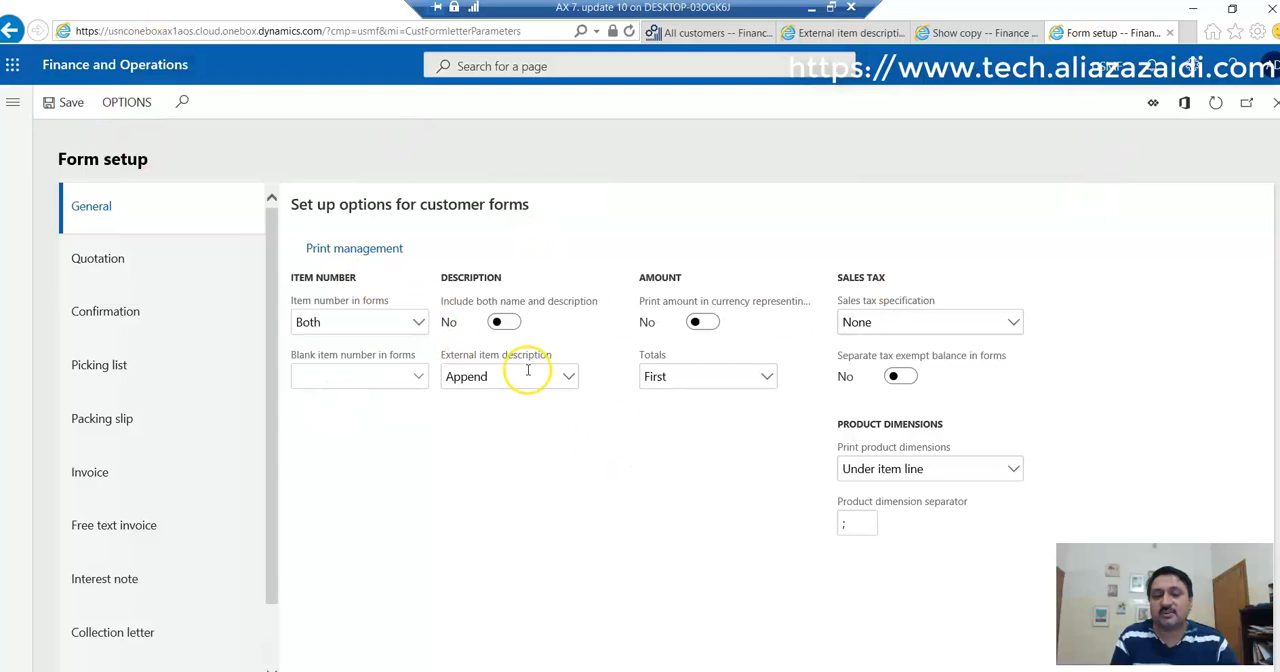 AX 7. update 10 on DESKTOP-03OGK6J
https://usnconeboxax1aos.cloud.onebox.dynamics.com/?cmp=usmf&mi=CustFormletterParameters
All customers -- Financ...
External item descripti...
Show copy -- Finance ...
Form setup -- Finan...
Finance and Operations
Search for a page
https://www.tech.aliazazaidi.com
Save
OPTIONS
Form setup
General
Quotation
Confirmation
Picking list
Packing slip
Invoice
Free text invoice
Interest note
Collection letter
Set up options for customer forms
Print management
ITEM NUMBER
Item number in forms
Both
Blank item number in forms
DESCRIPTION
Include both name and description
No
External item description
Append
AMOUNT
Print amount in currency representin...
No
Totals
First
SALES TAX
Sales tax specification
None
Separate tax exempt balance in forms
No
PRODUCT DIMENSIONS
Print product dimensions
Under item line
Product dimension separator
;